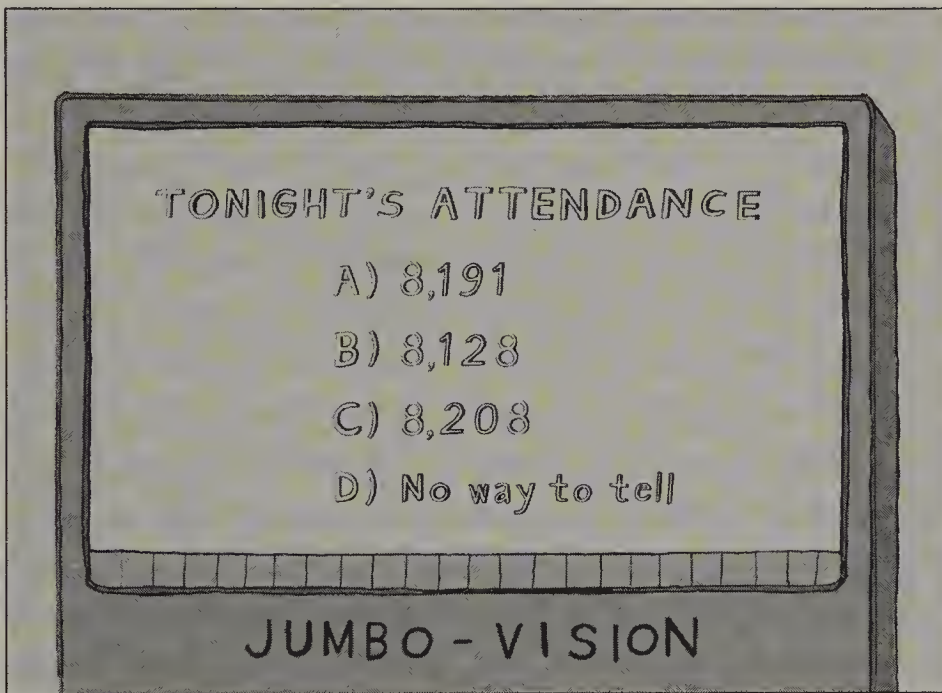 TONIGHT'S ATTENDANCE
A) 8,191
B) 8,128
C) 8,208
D) No way to tell
JUMBO-VISION